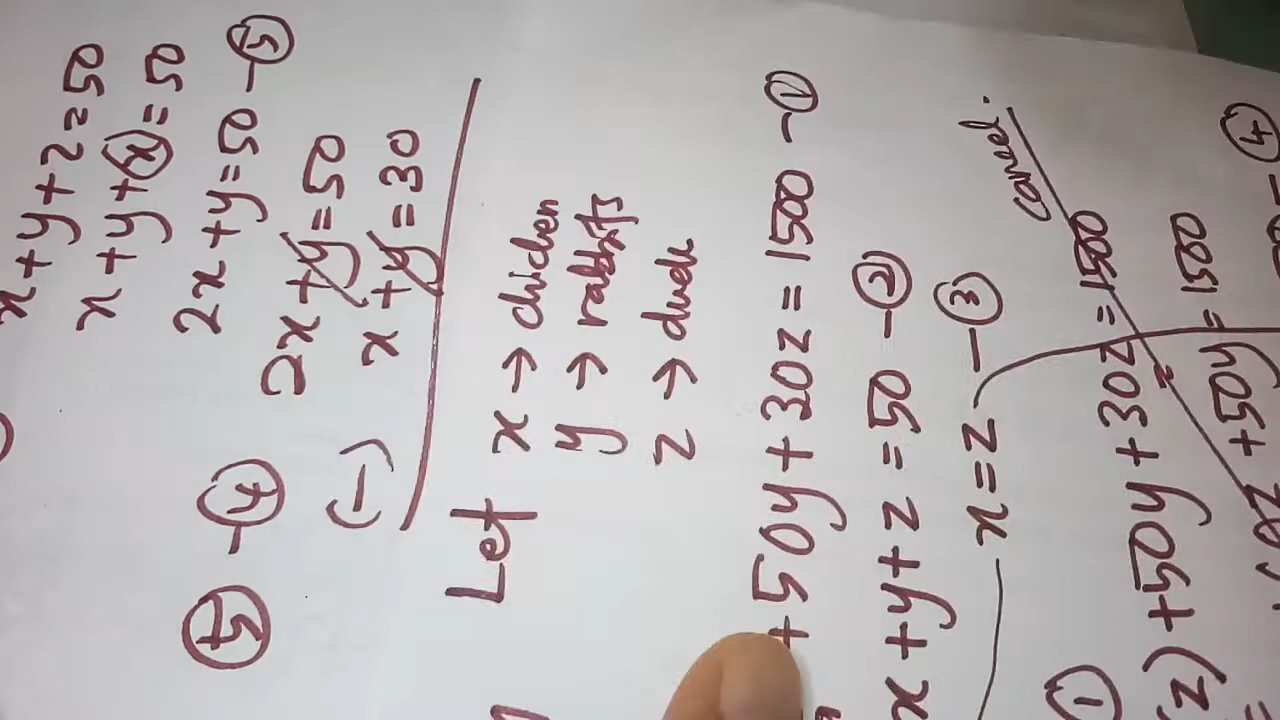 x+y+z=50
x+y+(x)=50
2x+y=50 -⑤
⑤ -④ 2x+y=50
(-) x+y=30
Let x → chicken
y → rabbits
z → duck
+50y+30z=1500 -①
x+y+z=50 -②
x=z -③
cancel.
① z)+50y+30z=1500
+50y=1500
④